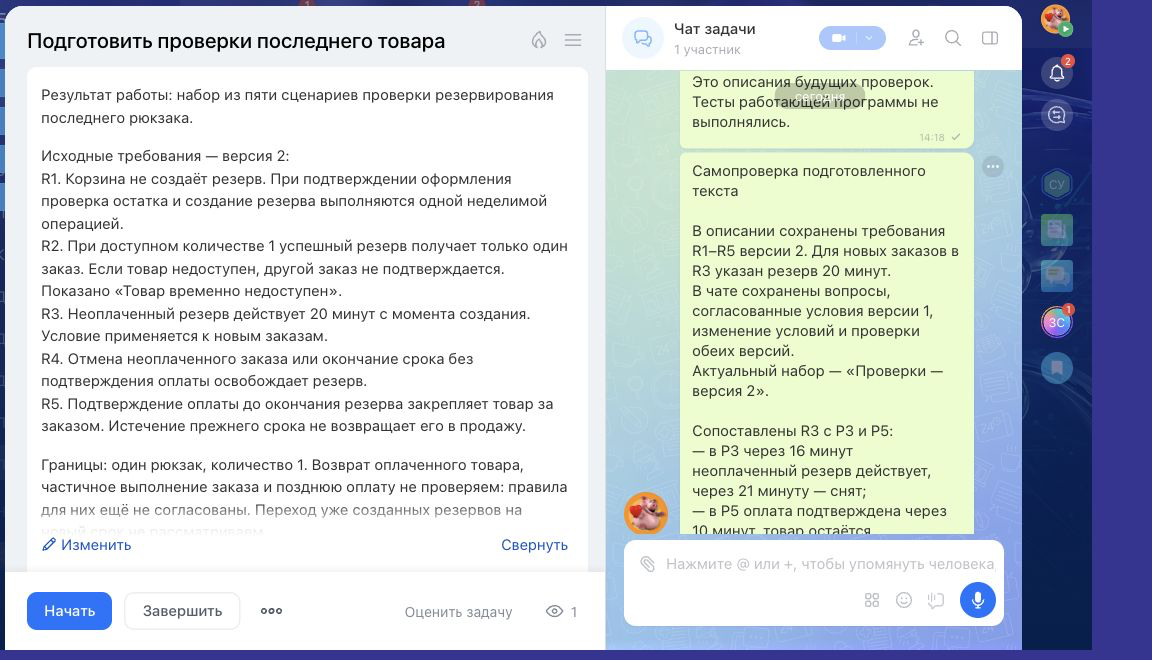 Подготовить проверки последнего товара
Результат работы: набор из пяти сценариев проверки резервирования
последнего рюкзака.
Исходные требования — версия 2:
R1. Корзина не создаёт резерв. При подтверждении оформления
проверка остатка и создание резерва выполняются одной неделимой
операцией.
R2. При доступном количестве 1 успешный резерв получает только один
заказ. Если товар недоступен, другой заказ не подтверждается.
Показано «Товар временно недоступен».
R3. Неоплаченный резерв действует 20 минут с момента создания.
Условие применяется к новым заказам.
R4. Отмена неоплаченного заказа или окончание срока без
подтверждения оплаты освобождает резерв.
R5. Подтверждение оплаты до окончания резерва закрепляет товар за
заказом. Истечение прежнего срока не возвращает его в продажу.
Границы: один рюкзак, количество 1. Возврат оплаченного товара,
частичное выполнение заказа и позднюю оплату не проверяем: правила
для них ещё не согласованы. Переход уже созданных резервов на
новый срок не рассматриваем.
Изменить
Свернуть
Начать
Завершить
Оценить задачу
1
Чат задачи
1 участник
Это описания будущих проверок.
Тесты работающей программы не
выполнялись.
сегодня
14:18
Самопроверка подготовленного
текста
В описании сохранены требования
R1–R5 версии 2. Для новых заказов в
R3 указан резерв 20 минут.
В чате сохранены вопросы,
согласованные условия версии 1,
изменение условий и проверки
обеих версий.
Актуальный набор — «Проверки —
версия 2».
Сопоставлены R3 с P3 и P5:
— в P3 через 16 минут
неоплаченный резерв действует,
через 21 минуту — снят;
— в P5 оплата подтверждена через
10 минут, товар остаётся
Нажмите @ или +, чтобы упомянуть человека,
2
СУ
ЗС
1